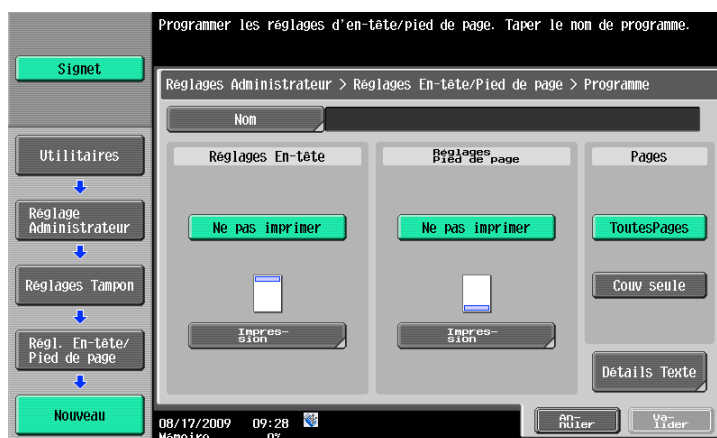 Programmer les réglages d'en-tête/pied de page. Taper le nom de programme.
Signet
Réglages Administrateur > Réglages En-tête/Pied de page > Programme
Nom
Utilitaires
Réglage
Administrateur
Réglages Tampon
Régl. En-tête/
Pied de page
Nouveau
Réglages En-tête
Réglages
Pied de page
Pages
Ne pas imprimer
Ne pas imprimer
ToutesPages
Couv seule
Impres-
sion
Impres-
sion
Détails Texte
08/17/2009 09:28
Mémoire 0%
An-
nuler
Va-
lider